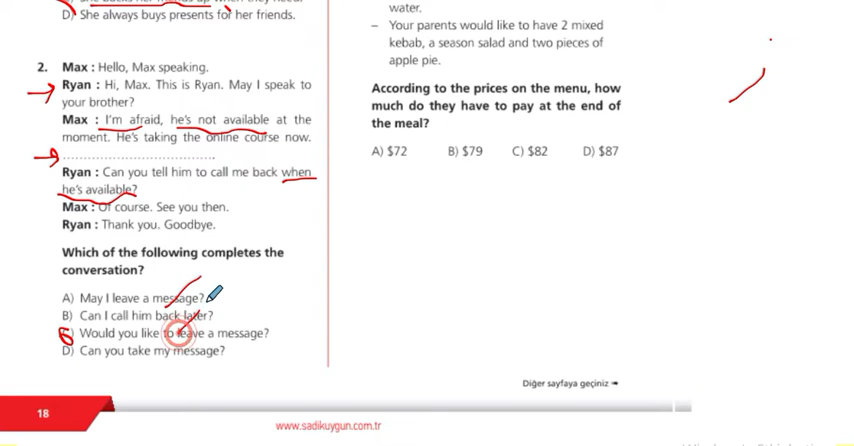 D) She always buys presents for her friends.
2. Max : Hello, Max speaking.
Ryan : Hi, Max. This is Ryan. May I speak to
your brother?
Max : I'm afraid, he's not available at the
moment. He's taking the online course now.
..............................................
Ryan : Can you tell him to call me back when
he's available?
Max : Of course. See you then.
Ryan : Thank you. Goodbye.
Which of the following completes the
conversation?
A) May I leave a message?
B) Can I call him back later?
C) Would you like to leave a message?
D) Can you take my message?
water.
– Your parents would like to have 2 mixed
kebab, a season salad and two pieces of
apple pie.
According to the prices on the menu, how
much do they have to pay at the end of
the meal?
A) $72 B) $79 C) $82 D) $87
Diğer sayfaya geçiniz
18
www.sadikuygun.com.tr